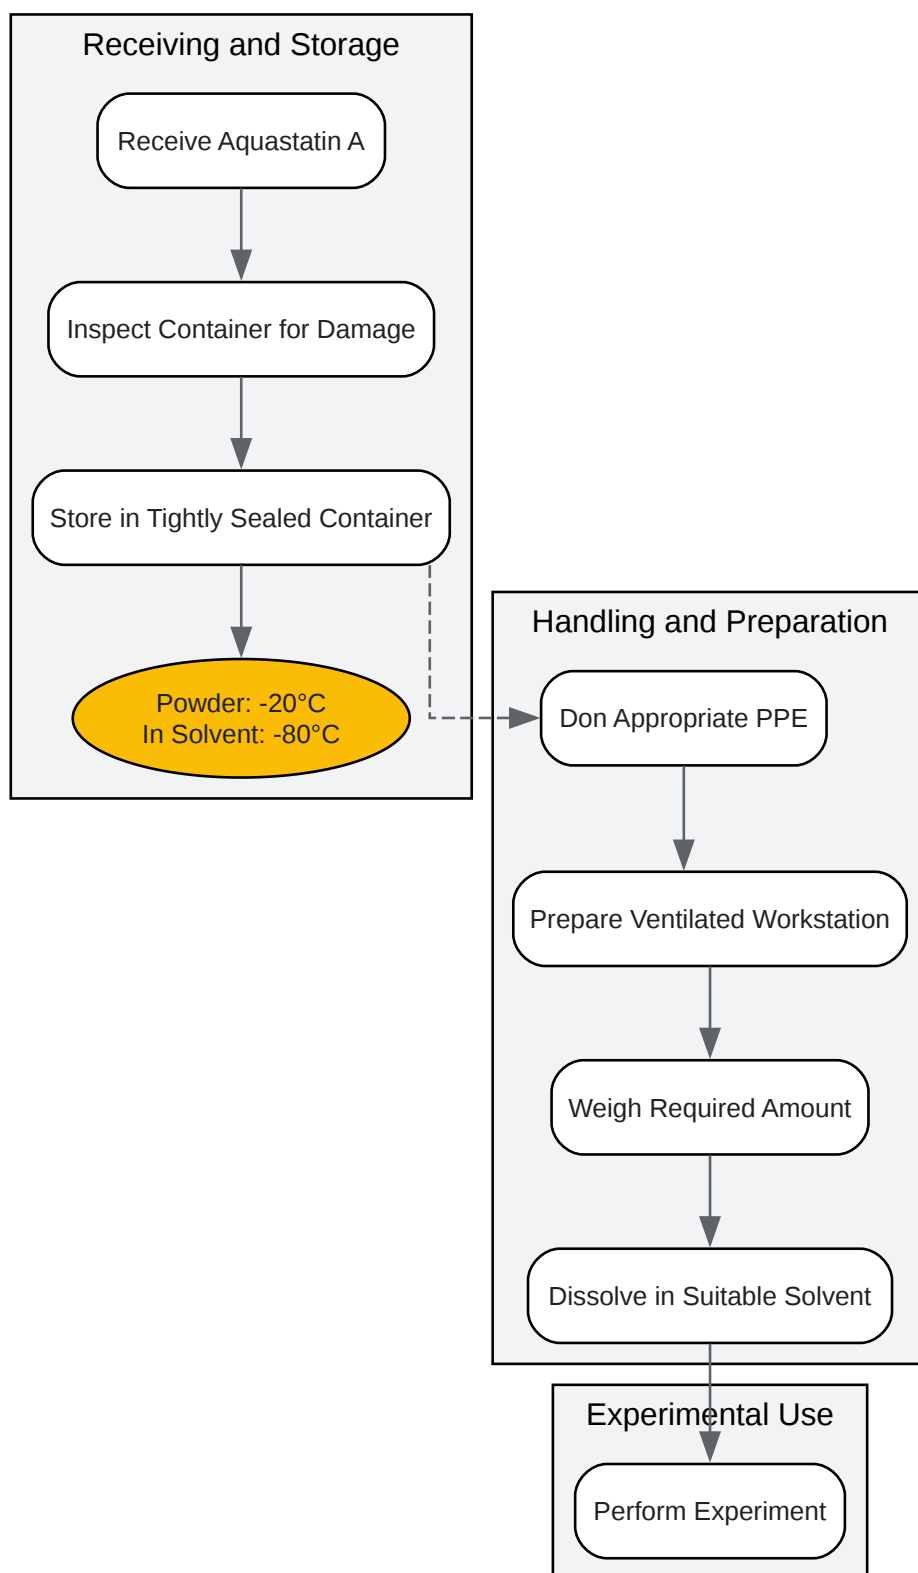 Receiving and Storage
Receive Aquastatin A
Inspect Container for Damage
Store in Tightly Sealed Container
Powder: -20°C
In Solvent: -80°C
Handling and Preparation
Don Appropriate PPE
Prepare Ventilated Workstation
Weigh Required Amount
Dissolve in Suitable Solvent
Experimental Use
Perform Experiment